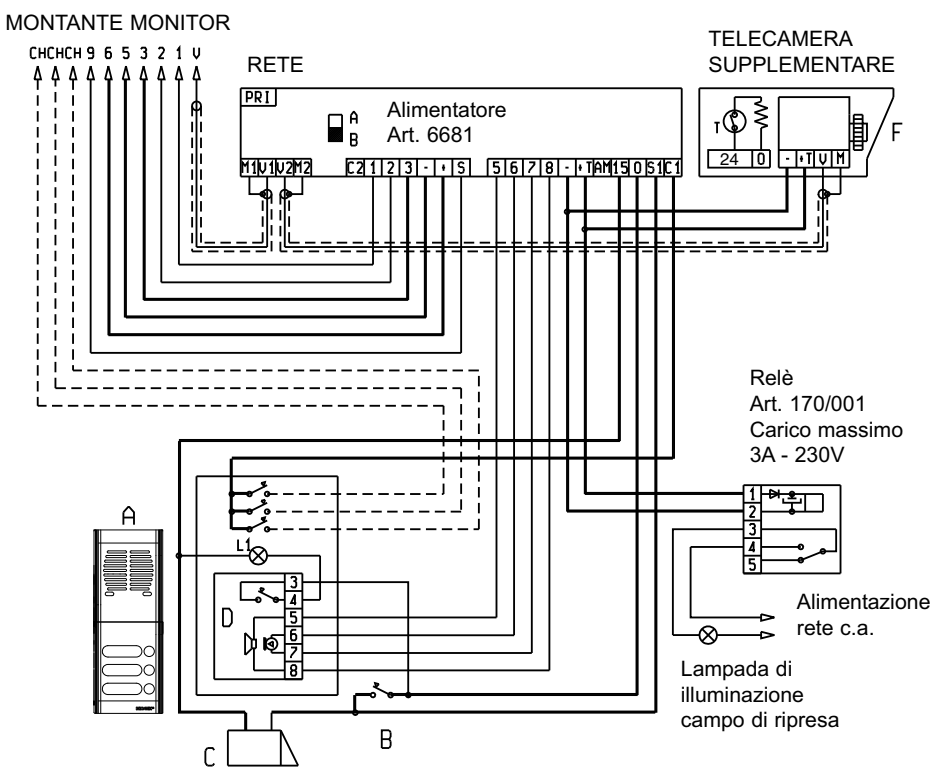 MONTANTE MONITOR
CHCHCH 9 6 5 3 2 1 V
RETE
TELECAMERA
SUPPLEMENTARE
PRI
A
B
Alimentatore
Art. 6681
T
F
24 0
- +T V M
M1 V1 V2 M2 C2 1 2 3 - + S 5 6 7 8 - +T AM 15 0 S1 C1
Relè
Art. 170/001
Carico massimo
3A - 230V
1
2
3
4
5
A
L1
D
3
4
5
6
7
8
Alimentazione
rete c.a.
Lampada di
illuminazione
campo di ripresa
B
C